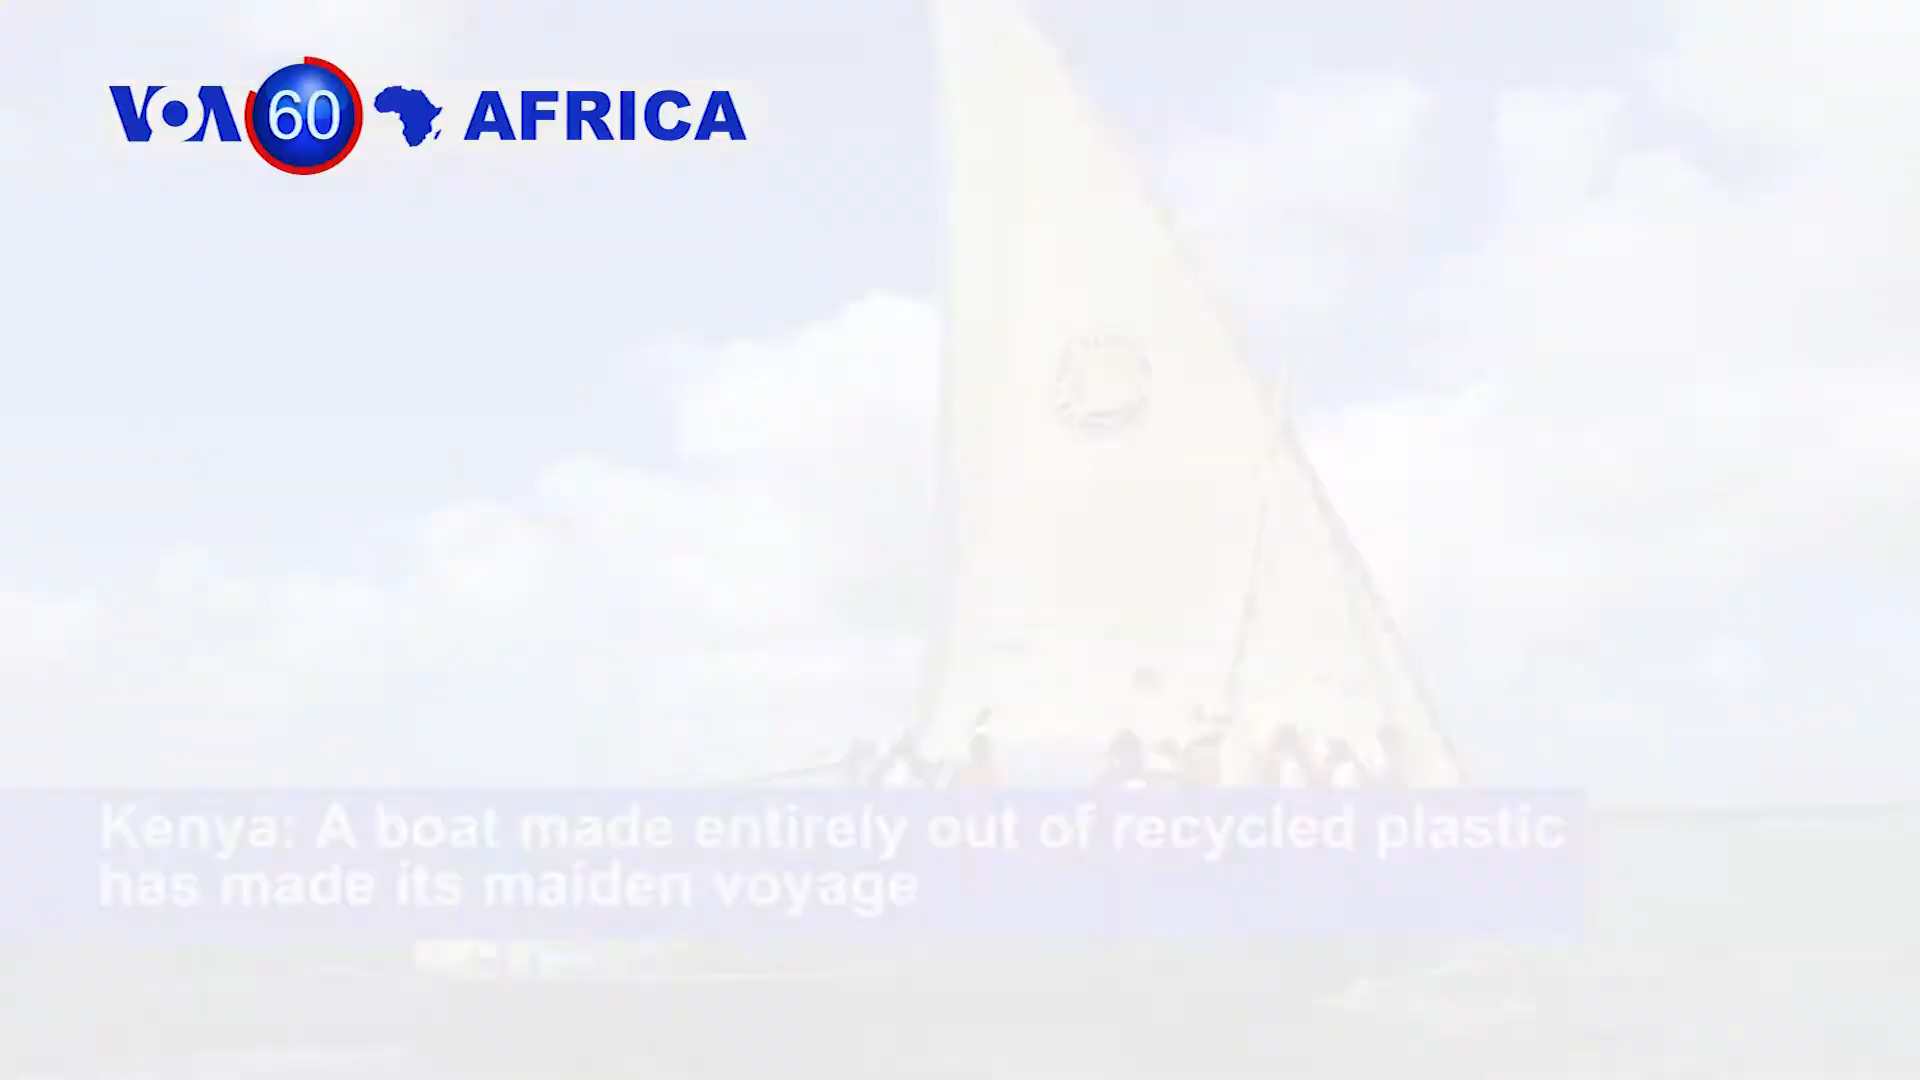 VOA 60 AFRICA
Kenya: A boat made entirely out of recycled plastic
has made its maiden voyage